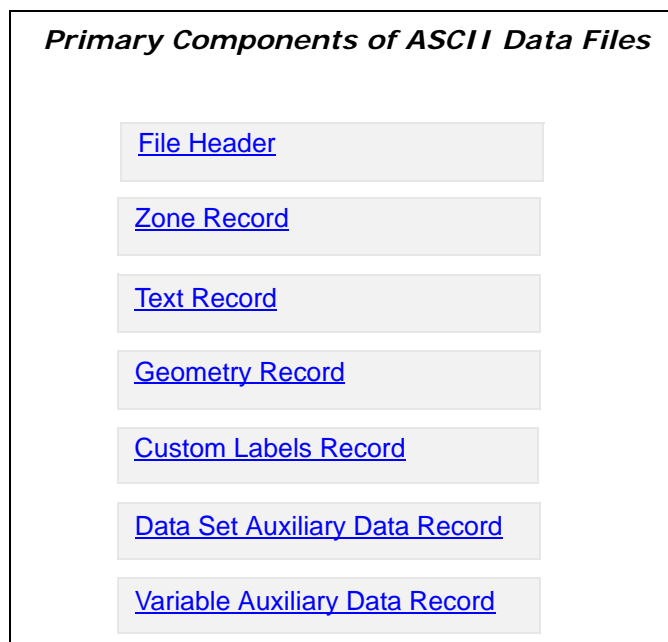 Primary Components of ASCII Data Files
File Header
Zone Record
Text Record
Geometry Record
Custom Labels Record
Data Set Auxiliary Data Record
Variable Auxiliary Data Record